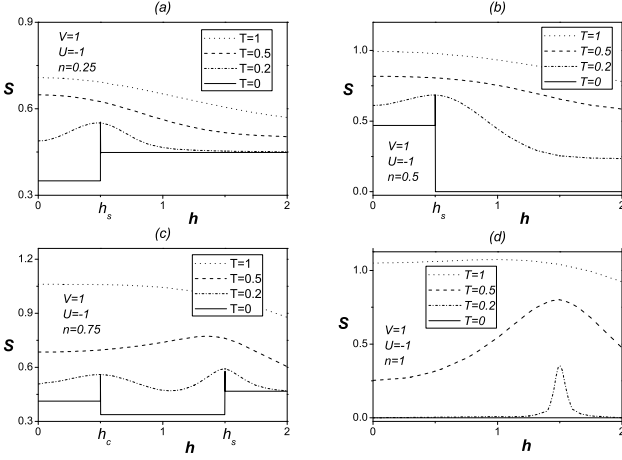 (a)
0.9
0.6
0.3
S
V=1
U=-1
n=0.25
T=1
T=0.5
T=0.2
T=0
0
hs
1
h
2
(b)
1.0
0.5
0.0
S
T=1
T=0.5
T=0.2
T=0
V=1
U=-1
n=0.5
0
hs
1
h
2
(c)
1.2
0.9
0.6
0.3
S
V=1
U=-1
n=0.75
T=1
T=0.5
T=0.2
T=0
0
hc
1
h
hs
2
(d)
1.0
0.5
0.0
S
T=1
T=0.5
T=0.2
T=0
V=1
U=-1
n=1
0
1
h
2